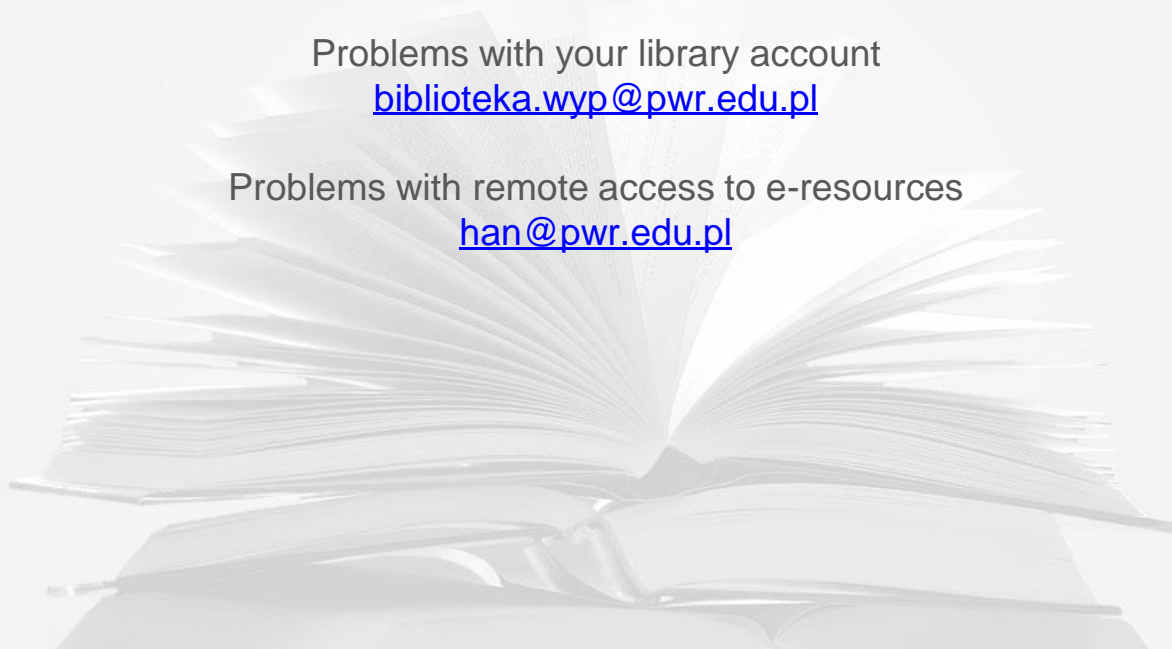 Problems with your library account
biblioteka.wyp@pwr.edu.pl
Problems with remote access to e-resources
han@pwr.edu.pl